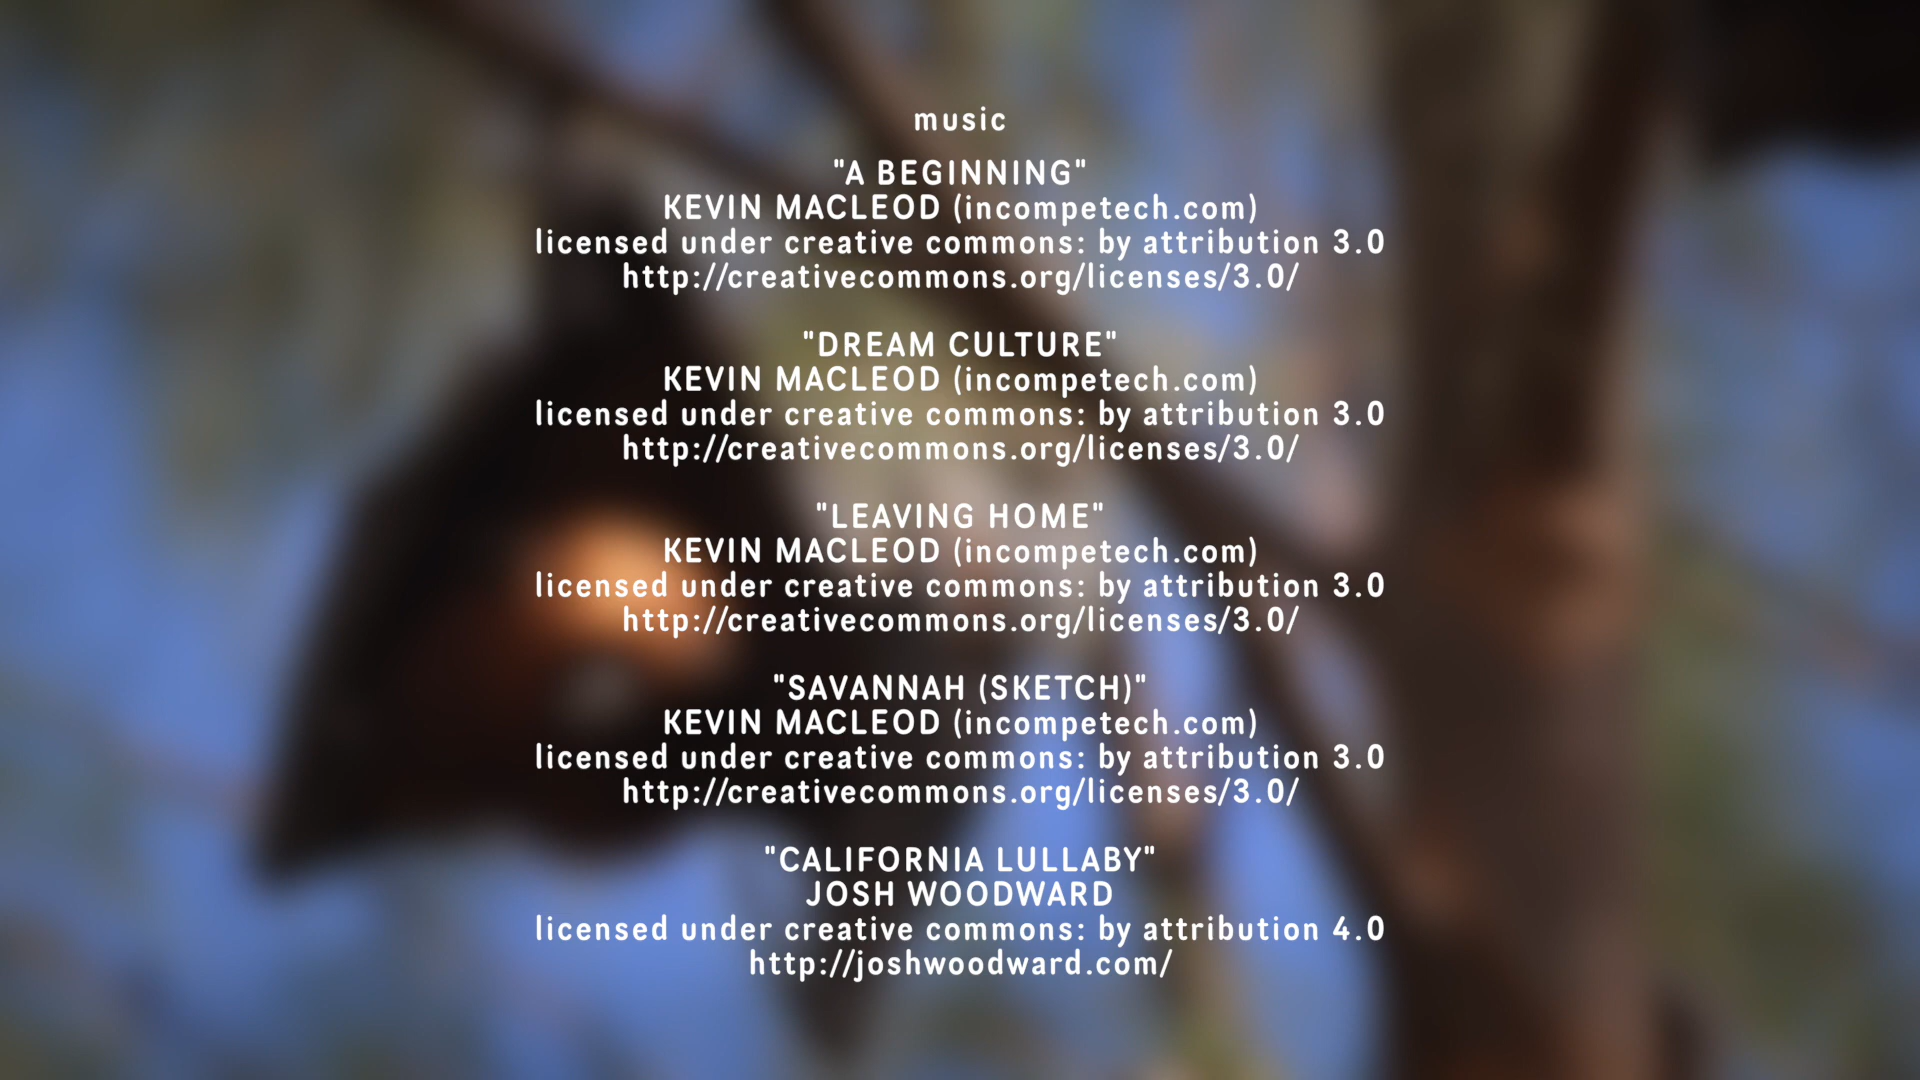 music
"A BEGINNING"
KEVIN MACLEOD (incompetech.com)
licensed under creative commons: by attribution 3.0
http://creativecommons.org/licenses/3.0/
"DREAM CULTURE"
KEVIN MACLEOD (incompetech.com)
licensed under creative commons: by attribution 3.0
http://creativecommons.org/licenses/3.0/
"LEAVING HOME"
KEVIN MACLEOD (incompetech.com)
licensed under creative commons: by attribution 3.0
http://creativecommons.org/licenses/3.0/
"SAVANNAH (SKETCH)"
KEVIN MACLEOD (incompetech.com)
licensed under creative commons: by attribution 3.0
http://creativecommons.org/licenses/3.0/
"CALIFORNIA LULLABY"
JOSH WOODWARD
licensed under creative commons: by attribution 4.0
http://joshwoodward.com/